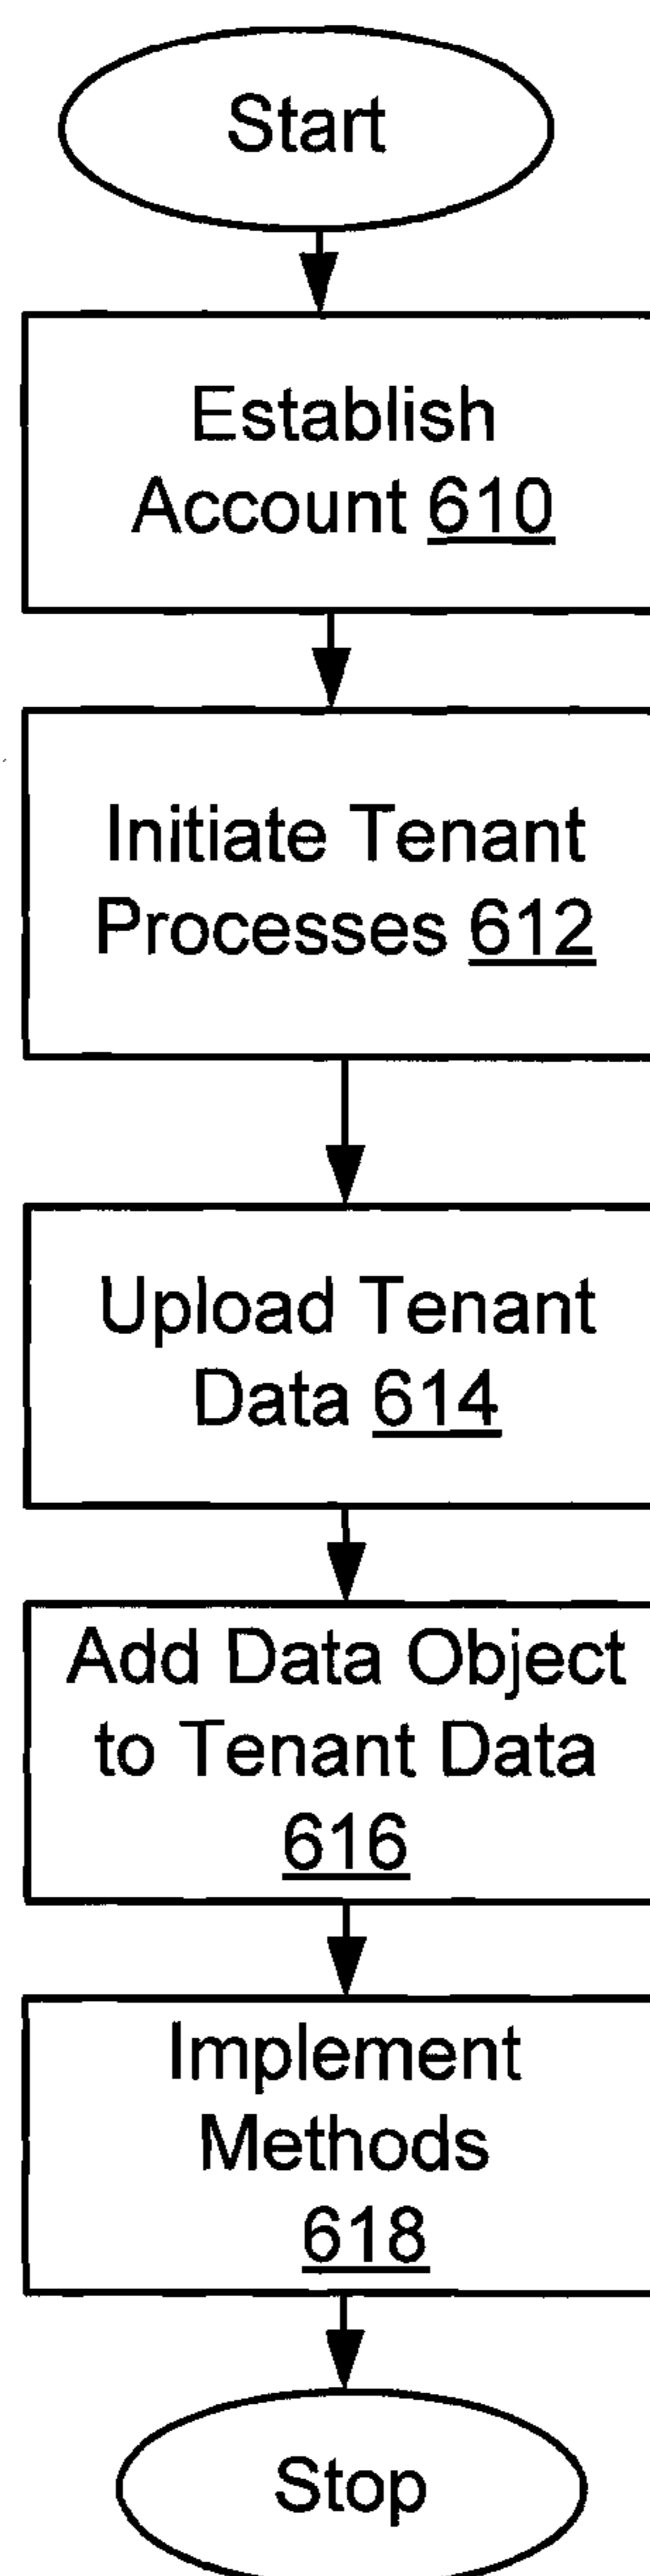 Start
Establish
Account 610
Initiate Tenant
Processes 612
Upload Tenant
Data 614
Add Data Object
to Tenant Data
616
Implement
Methods
618
Stop